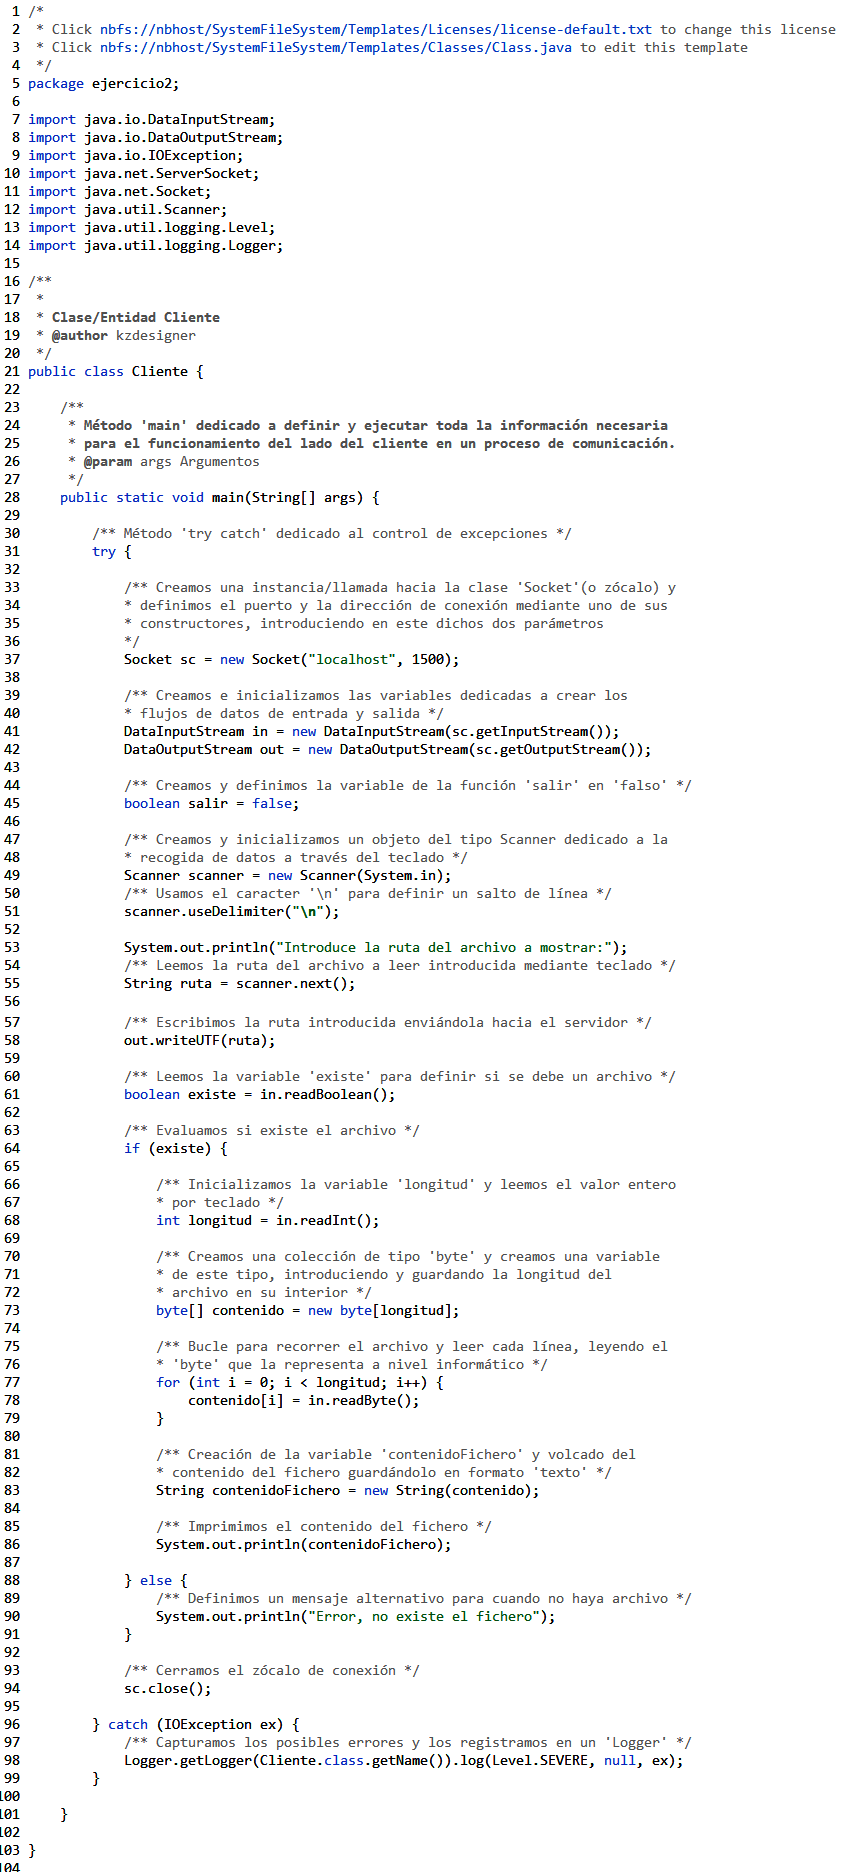 1 /*
2  * Click nbfs://nbhost/SystemFileSystem/Templates/Licenses/license-default.txt to change this license
3  * Click nbfs://nbhost/SystemFileSystem/Templates/Classes/Class.java to edit this template
4  */
5 package ejercicio2;
6
7 import java.io.DataInputStream;
8 import java.io.DataOutputStream;
9 import java.io.IOException;
10 import java.net.ServerSocket;
11 import java.net.Socket;
12 import java.util.Scanner;
13 import java.util.logging.Level;
14 import java.util.logging.Logger;
15
16 /**
17  *
18  * Clase/Entidad Cliente
19  * @author kzdesigner
20  */
21 public class Cliente {
22
23     /**
24      * Método 'main' dedicado a definir y ejecutar toda la información necesaria
25      * para el funcionamiento del lado del cliente en un proceso de comunicación.
26      * @param args Argumentos
27      */
28     public static void main(String[] args) {
29
30         /** Método 'try catch' dedicado al control de excepciones */
31         try {
32
33             /** Creamos una instancia/llamada hacia la clase 'Socket'(o zócalo) y
34             * definimos el puerto y la dirección de conexión mediante uno de sus
35             * constructores, introduciendo en este dichos dos parámetros
36             */
37             Socket sc = new Socket("localhost", 1500);
38
39             /** Creamos e inicializamos las variables dedicadas a crear los
40             * flujos de datos de entrada y salida */
41             DataInputStream in = new DataInputStream(sc.getInputStream());
42             DataOutputStream out = new DataOutputStream(sc.getOutputStream());
43
44             /** Creamos y definimos la variable de la función 'salir' en 'falso' */
45             boolean salir = false;
46
47             /** Creamos y inicializamos un objeto del tipo Scanner dedicado a la
48             * recogida de datos a través del teclado */
49             Scanner scanner = new Scanner(System.in);
50             /** Usamos el caracter '\n' para definir un salto de línea */
51             scanner.useDelimiter("\n");
52
53             System.out.println("Introduce la ruta del archivo a mostrar:");
54             /** Leemos la ruta del archivo a leer introducida mediante teclado */
55             String ruta = scanner.next();
56
57             /** Escribimos la ruta introducida enviándola hacia el servidor */
58             out.writeUTF(ruta);
59
60             /** Leemos la variable 'existe' para definir si se debe un archivo */
61             boolean existe = in.readBoolean();
62
63             /** Evaluamos si existe el archivo */
64             if (existe) {
65
66                 /** Inicializamos la variable 'longitud' y leemos el valor entero
67                 * por teclado */
68                 int longitud = in.readInt();
69
70                 /** Creamos una colección de tipo 'byte' y creamos una variable
71                 * de este tipo, introduciendo y guardando la longitud del
72                 * archivo en su interior */
73                 byte[] contenido = new byte[longitud];
74
75                 /** Bucle para recorrer el archivo y leer cada línea, leyendo el
76                 * 'byte' que la representa a nivel informático */
77                 for (int i = 0; i < longitud; i++) {
78                     contenido[i] = in.readByte();
79                 }
80
81                 /** Creación de la variable 'contenidoFichero' y volcado del
82                 * contenido del fichero guardándolo en formato 'texto' */
83                 String contenidoFichero = new String(contenido);
84
85                 /** Imprimimos el contenido del fichero */
86                 System.out.println(contenidoFichero);
87
88             } else {
89                 /** Definimos un mensaje alternativo para cuando no haya archivo */
90                 System.out.println("Error, no existe el fichero");
91             }
92
93             /** Cerramos el zócalo de conexión */
94             sc.close();
95
96         } catch (IOException ex) {
97             /** Capturamos los posibles errores y los registramos en un 'Logger' */
98             Logger.getLogger(Cliente.class.getName()).log(Level.SEVERE, null, ex);
99         }
100
101     }
102
103 }
104